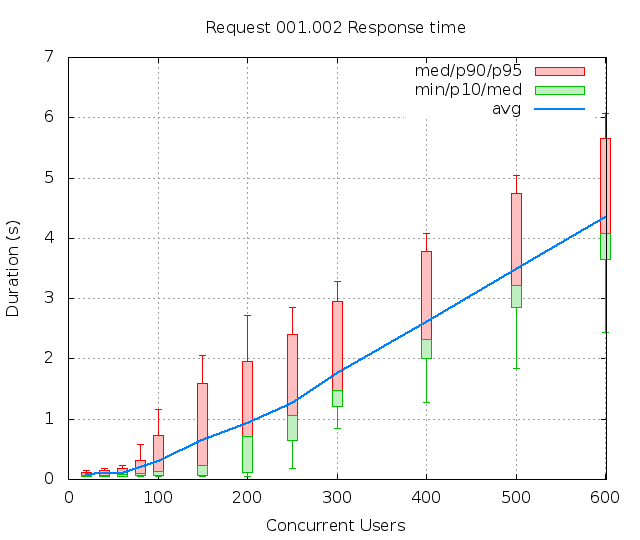 Request 001.002 Response time
med/p90/p95
min/p10/med
avg
Duration (s)
7
6
5
4
3
2
1
0
0 100 200 300 400 500 600
Concurrent Users